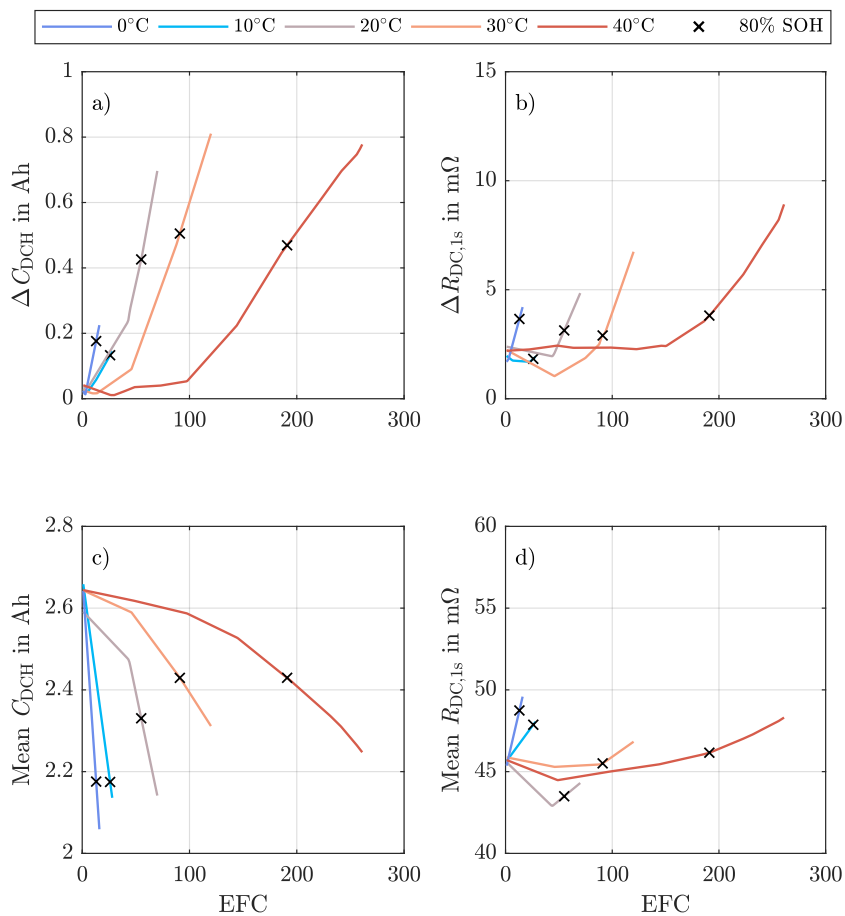 0°C 10°C 20°C 30°C 40°C 80% SOH
a)
ΔC_DCH in Ah
1
0.8
0.6
0.4
0.2
0
0 100 200 300
b)
ΔR_DC,1s in mΩ
15
10
5
0
0 100 200 300
c)
Mean C_DCH in Ah
2.8
2.6
2.4
2.2
2
0 100 200 300
EFC
d)
Mean R_DC,1s in mΩ
60
55
50
45
40
0 100 200 300
EFC